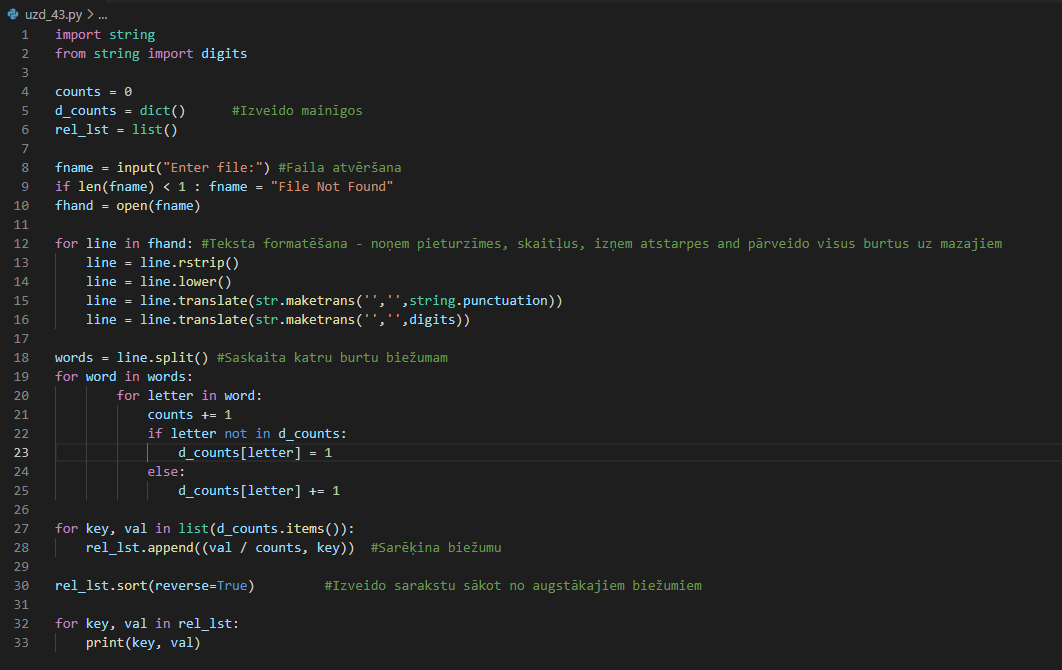 uzd_43.py > ...
1 import string
2 from string import digits
3
4 counts = 0
5 d_counts = dict() #Izveido mainīgos
6 rel_lst = list()
7
8 fname = input("Enter file:") #Faila atvēršana
9 if len(fname) < 1 : fname = "File Not Found"
10 fhand = open(fname)
11
12 for line in fhand: #Teksta formatēšana - noņem pieturzīmes, skaitļus, izņem atstarpes and pārveido visus burtus uz mazajiem
13 line = line.rstrip()
14 line = line.lower()
15 line = line.translate(str.maketrans('','',string.punctuation))
16 line = line.translate(str.maketrans('','',digits))
17
18 words = line.split() #Saskaita katru burtu biežumam
19 for word in words:
20 for letter in word:
21 counts += 1
22 if letter not in d_counts:
23 d_counts[letter] = 1
24 else:
25 d_counts[letter] += 1
26
27 for key, val in list(d_counts.items()):
28 rel_lst.append((val / counts, key)) #Sarēķina biežumu
29
30 rel_lst.sort(reverse=True) #Izveido sarakstu sākot no augstākajiem biežumiem
31
32 for key, val in rel_lst:
33 print(key, val)